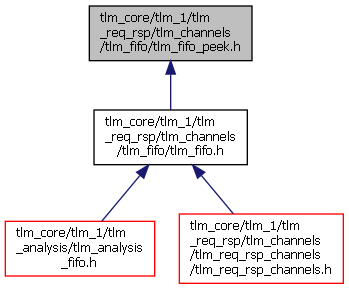 tlm_core/tlm_1/tlm
_req_rsp/tlm_channels
/tlm_fifo/tlm_fifo_peek.h
tlm_core/tlm_1/tlm
_req_rsp/tlm_channels
/tlm_fifo/tlm_fifo.h
tlm_core/tlm_1/tlm
_analysis/tlm_analysis
_fifo.h
tlm_core/tlm_1/tlm
_req_rsp/tlm_channels
/tlm_req_rsp_channels
/tlm_req_rsp_channels.h